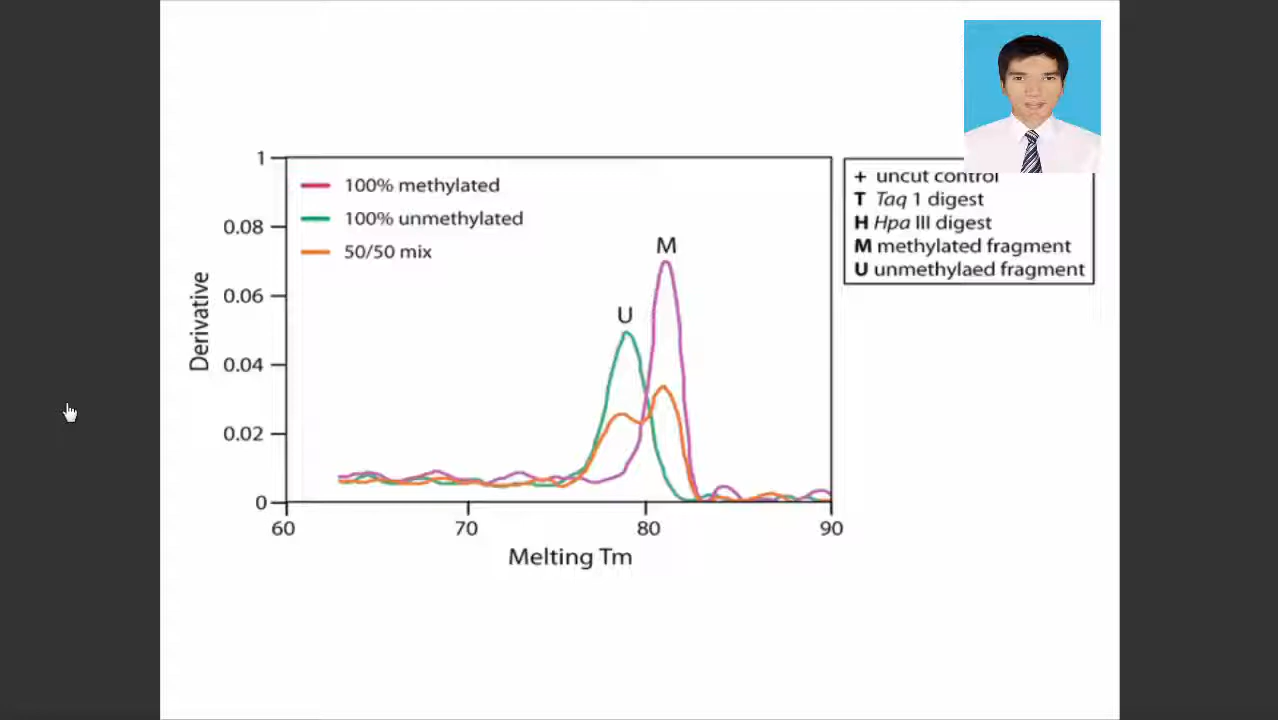 1
0.08
0.06
0.04
0.02
0
60
70
80
90
Derivative
Melting Tm
100% methylated
100% unmethylated
50/50 mix
U
M
+ uncut control
T Taq 1 digest
H Hpa III digest
M methylated fragment
U unmethylaed fragment